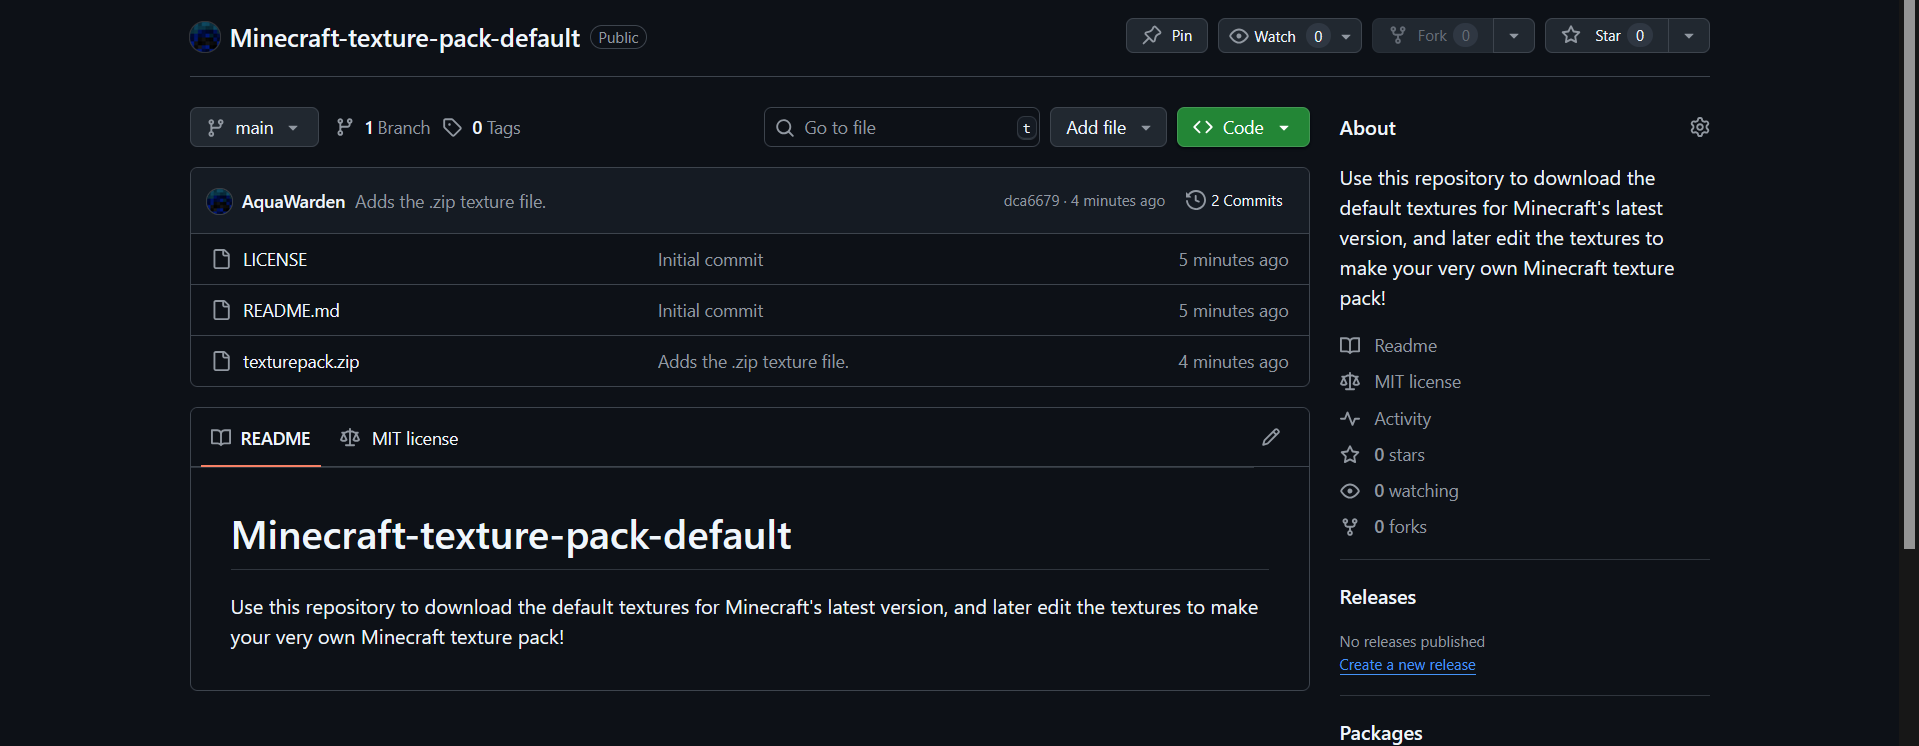 Minecraft-texture-pack-default Public
Pin Watch 0 Fork 0 Star 0
main 1 Branch 0 Tags Go to file t Add file Code
AquaWarden Adds the .zip texture file. dca6679 · 4 minutes ago 2 Commits
LICENSE Initial commit 5 minutes ago
README.md Initial commit 5 minutes ago
texturepack.zip Adds the .zip texture file. 4 minutes ago
README MIT license
Minecraft-texture-pack-default
Use this repository to download the default textures for Minecraft's latest version, and later edit the textures to make
your very own Minecraft texture pack!
About
Use this repository to download the
default textures for Minecraft's latest
version, and later edit the textures to
make your very own Minecraft texture
pack!
Readme
MIT license
Activity
0 stars
0 watching
0 forks
Releases
No releases published
Create a new release
Packages